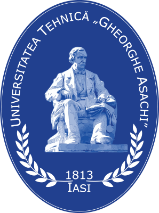 UNIVERSITATEA TEHNICĂ „GHEORGHE ASACHI”
1813
IAȘI